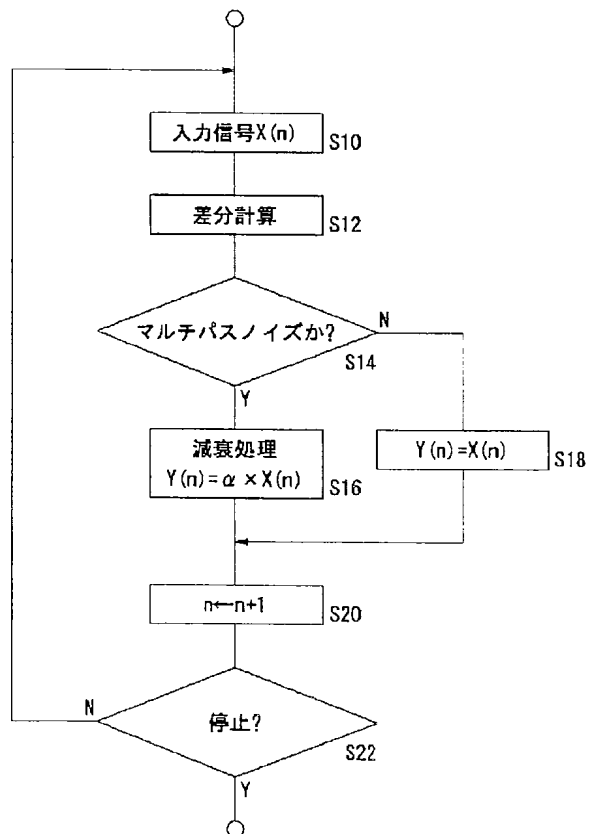 入力信号X(n)
S10
差分計算
S12
マルチパスノイズか?
N
S14
Y
減衰処理
Y(n)=α×X(n)
S16
Y(n)=X(n)
S18
n←n+1
S20
N
停止?
S22
Y